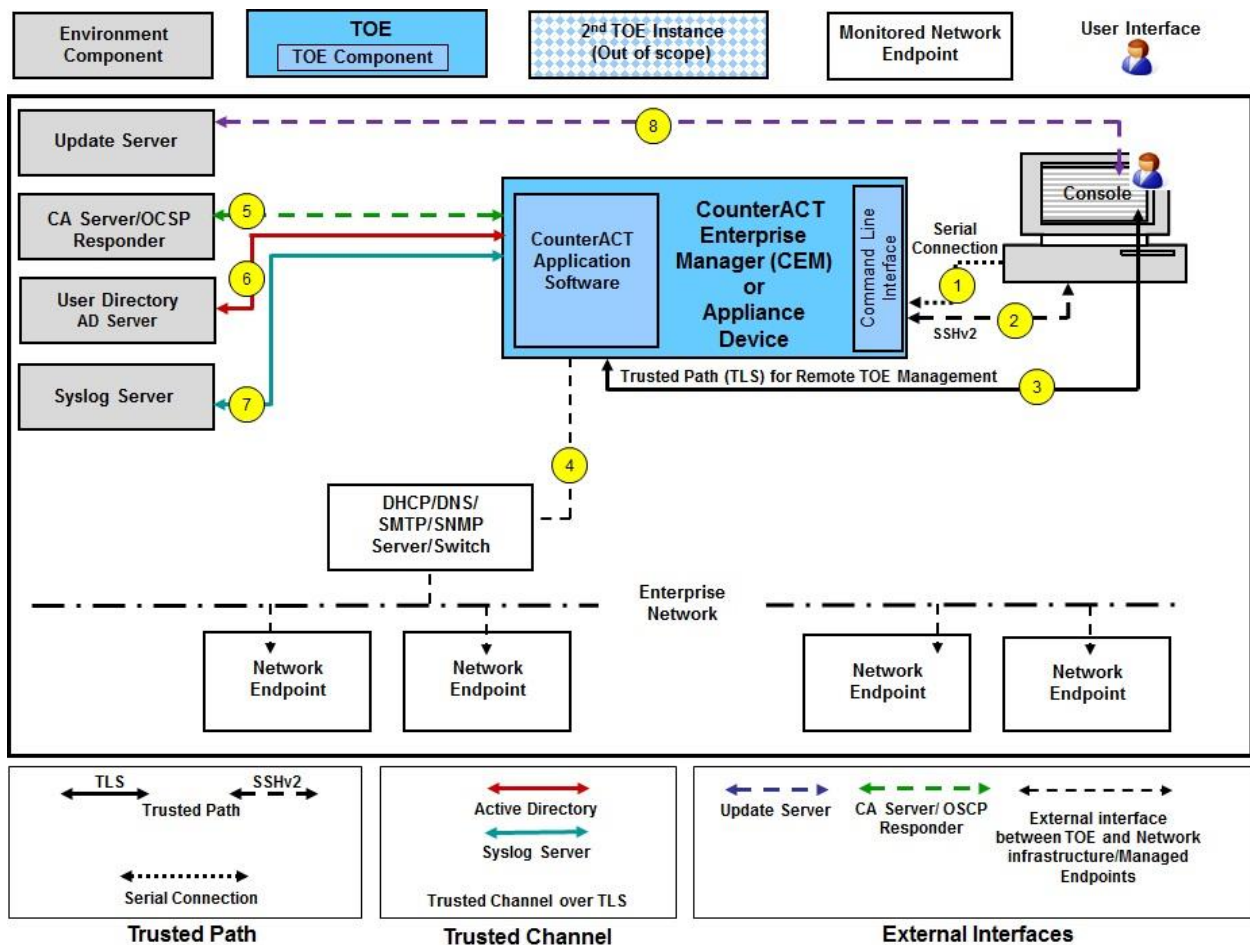 Environment
Component
TOE
TOE Component
2nd TOE Instance
(Out of scope)
Monitored Network
Endpoint
User Interface
Update Server
8
CA Server/OCSP
Responder
5
User Directory
AD Server
6
Syslog Server
7
CounterACT
Application
Software
CounterACT
Enterprise
Manager (CEM)
or
Appliance
Device
Command Line
Interface
Console
Serial
Connection
1
SSHv2
2
Trusted Path (TLS) for Remote TOE Management
3
4
DHCP/DNS/
SMTP/SNMP
Server/Switch
Enterprise
Network
Network
Endpoint
Network
Endpoint
Network
Endpoint
Network
Endpoint
TLS
SSHv2
Trusted Path
Serial Connection
Trusted Path
Active Directory
Syslog Server
Trusted Channel over TLS
Trusted Channel
Update Server
CA Server/ OSCP
Responder
External interface
between TOE and Network
infrastructure/Managed
Endpoints
External Interfaces